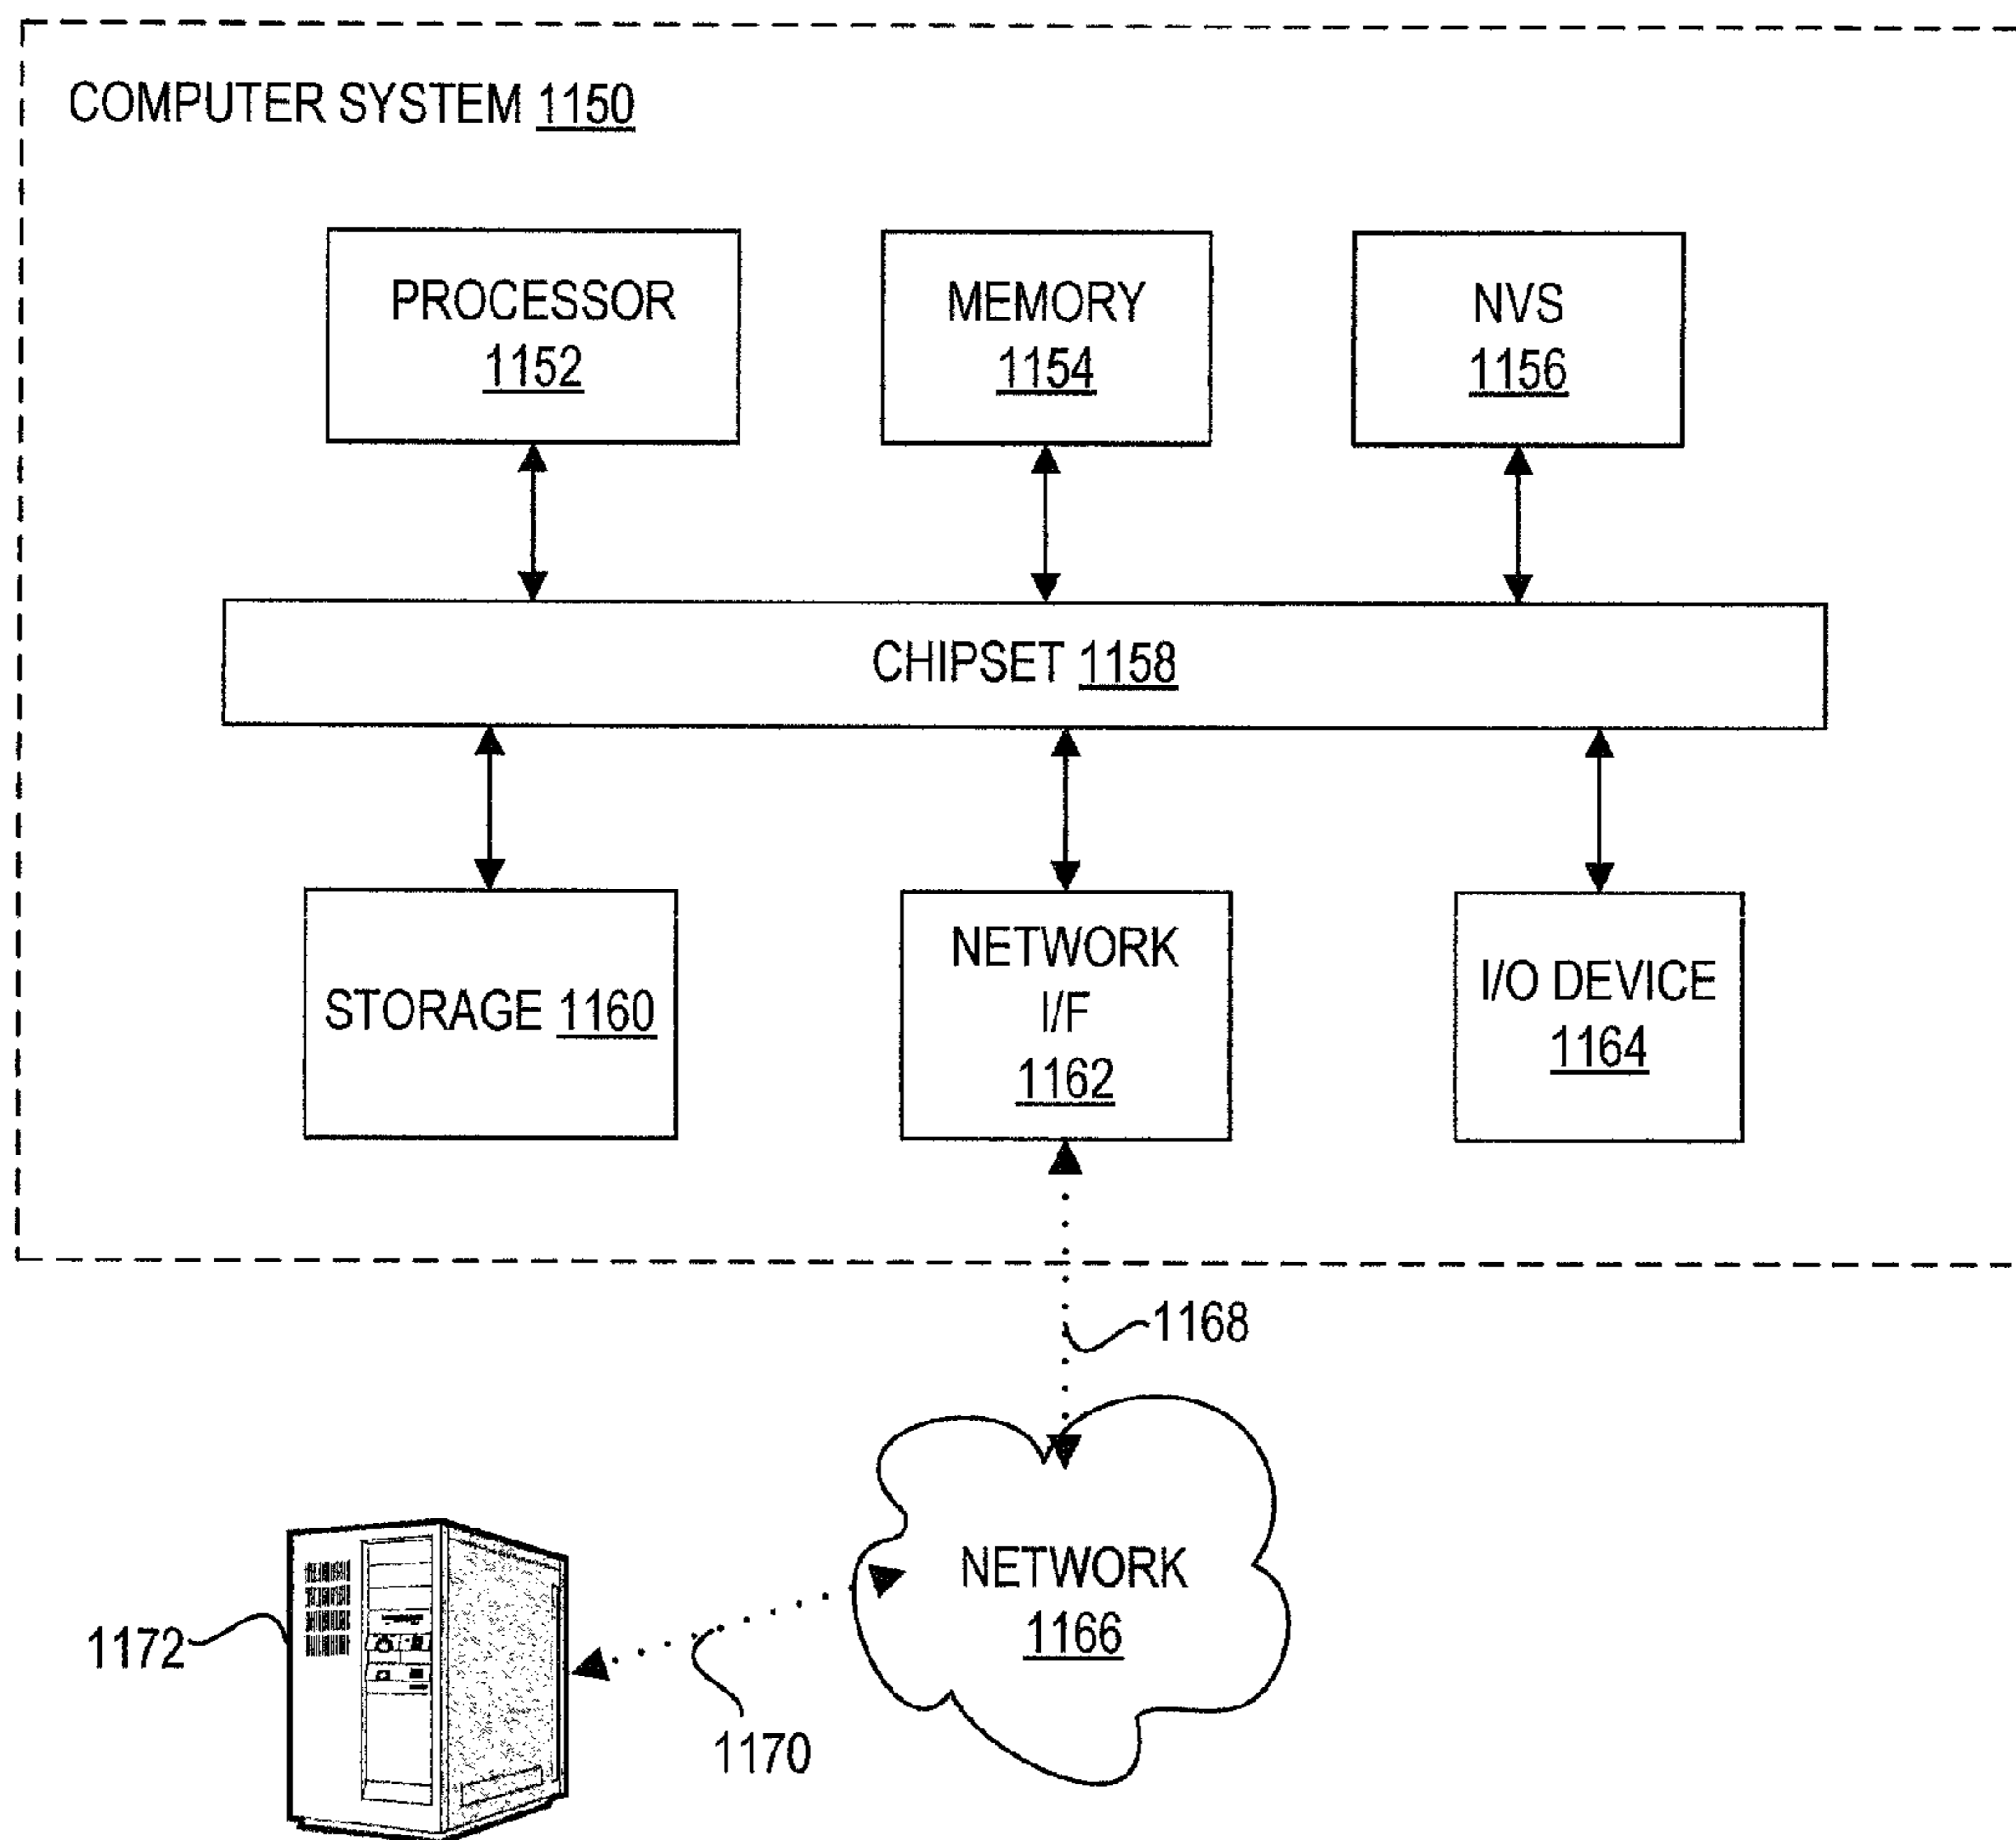 COMPUTER SYSTEM 1150
PROCESSOR
1152
MEMORY
1154
NVS
1156
CHIPSET 1158
STORAGE 1160
NETWORK
I/F
1162
I/O DEVICE
1164
1168
NETWORK
1166
1172
1170